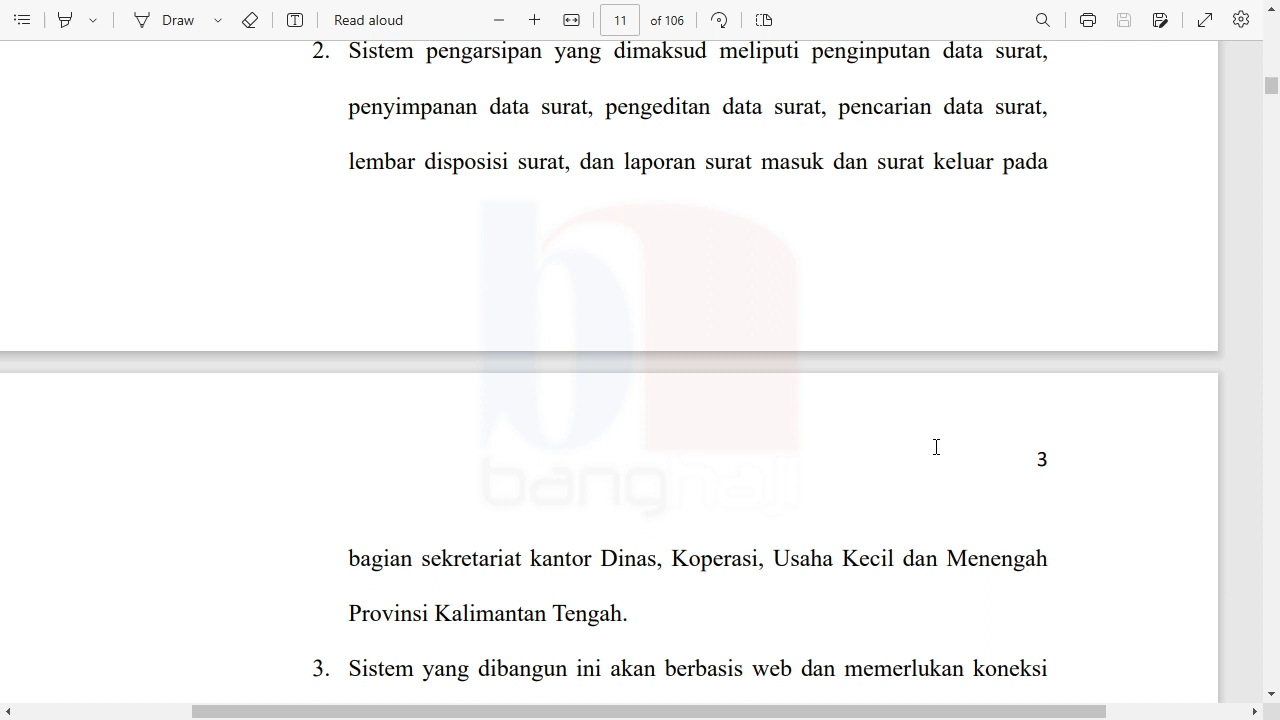 Draw
Read aloud
11 of 106
2. Sistem pengarsipan yang dimaksud meliputi penginputan data surat,
penyimpanan data surat, pengeditan data surat, pencarian data surat,
lembar disposisi surat, dan laporan surat masuk dan surat keluar pada
banghaji
3
bagian sekretariat kantor Dinas, Koperasi, Usaha Kecil dan Menengah
Provinsi Kalimantan Tengah.
3. Sistem yang dibangun ini akan berbasis web dan memerlukan koneksi